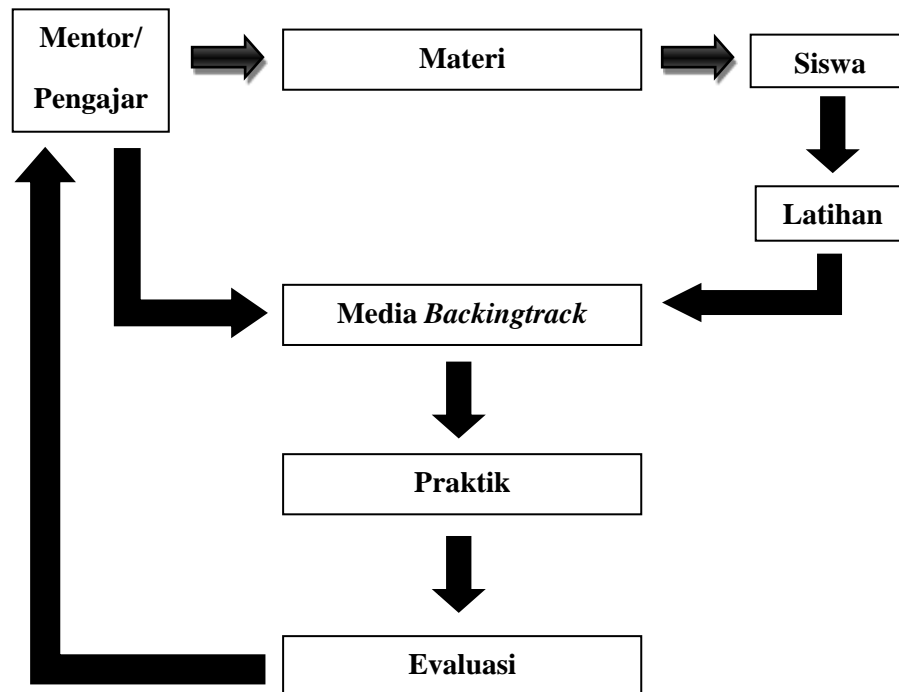 Mentor/
Pengajar
Materi
Siswa
Latihan
Media Backingtrack
Praktik
Evaluasi